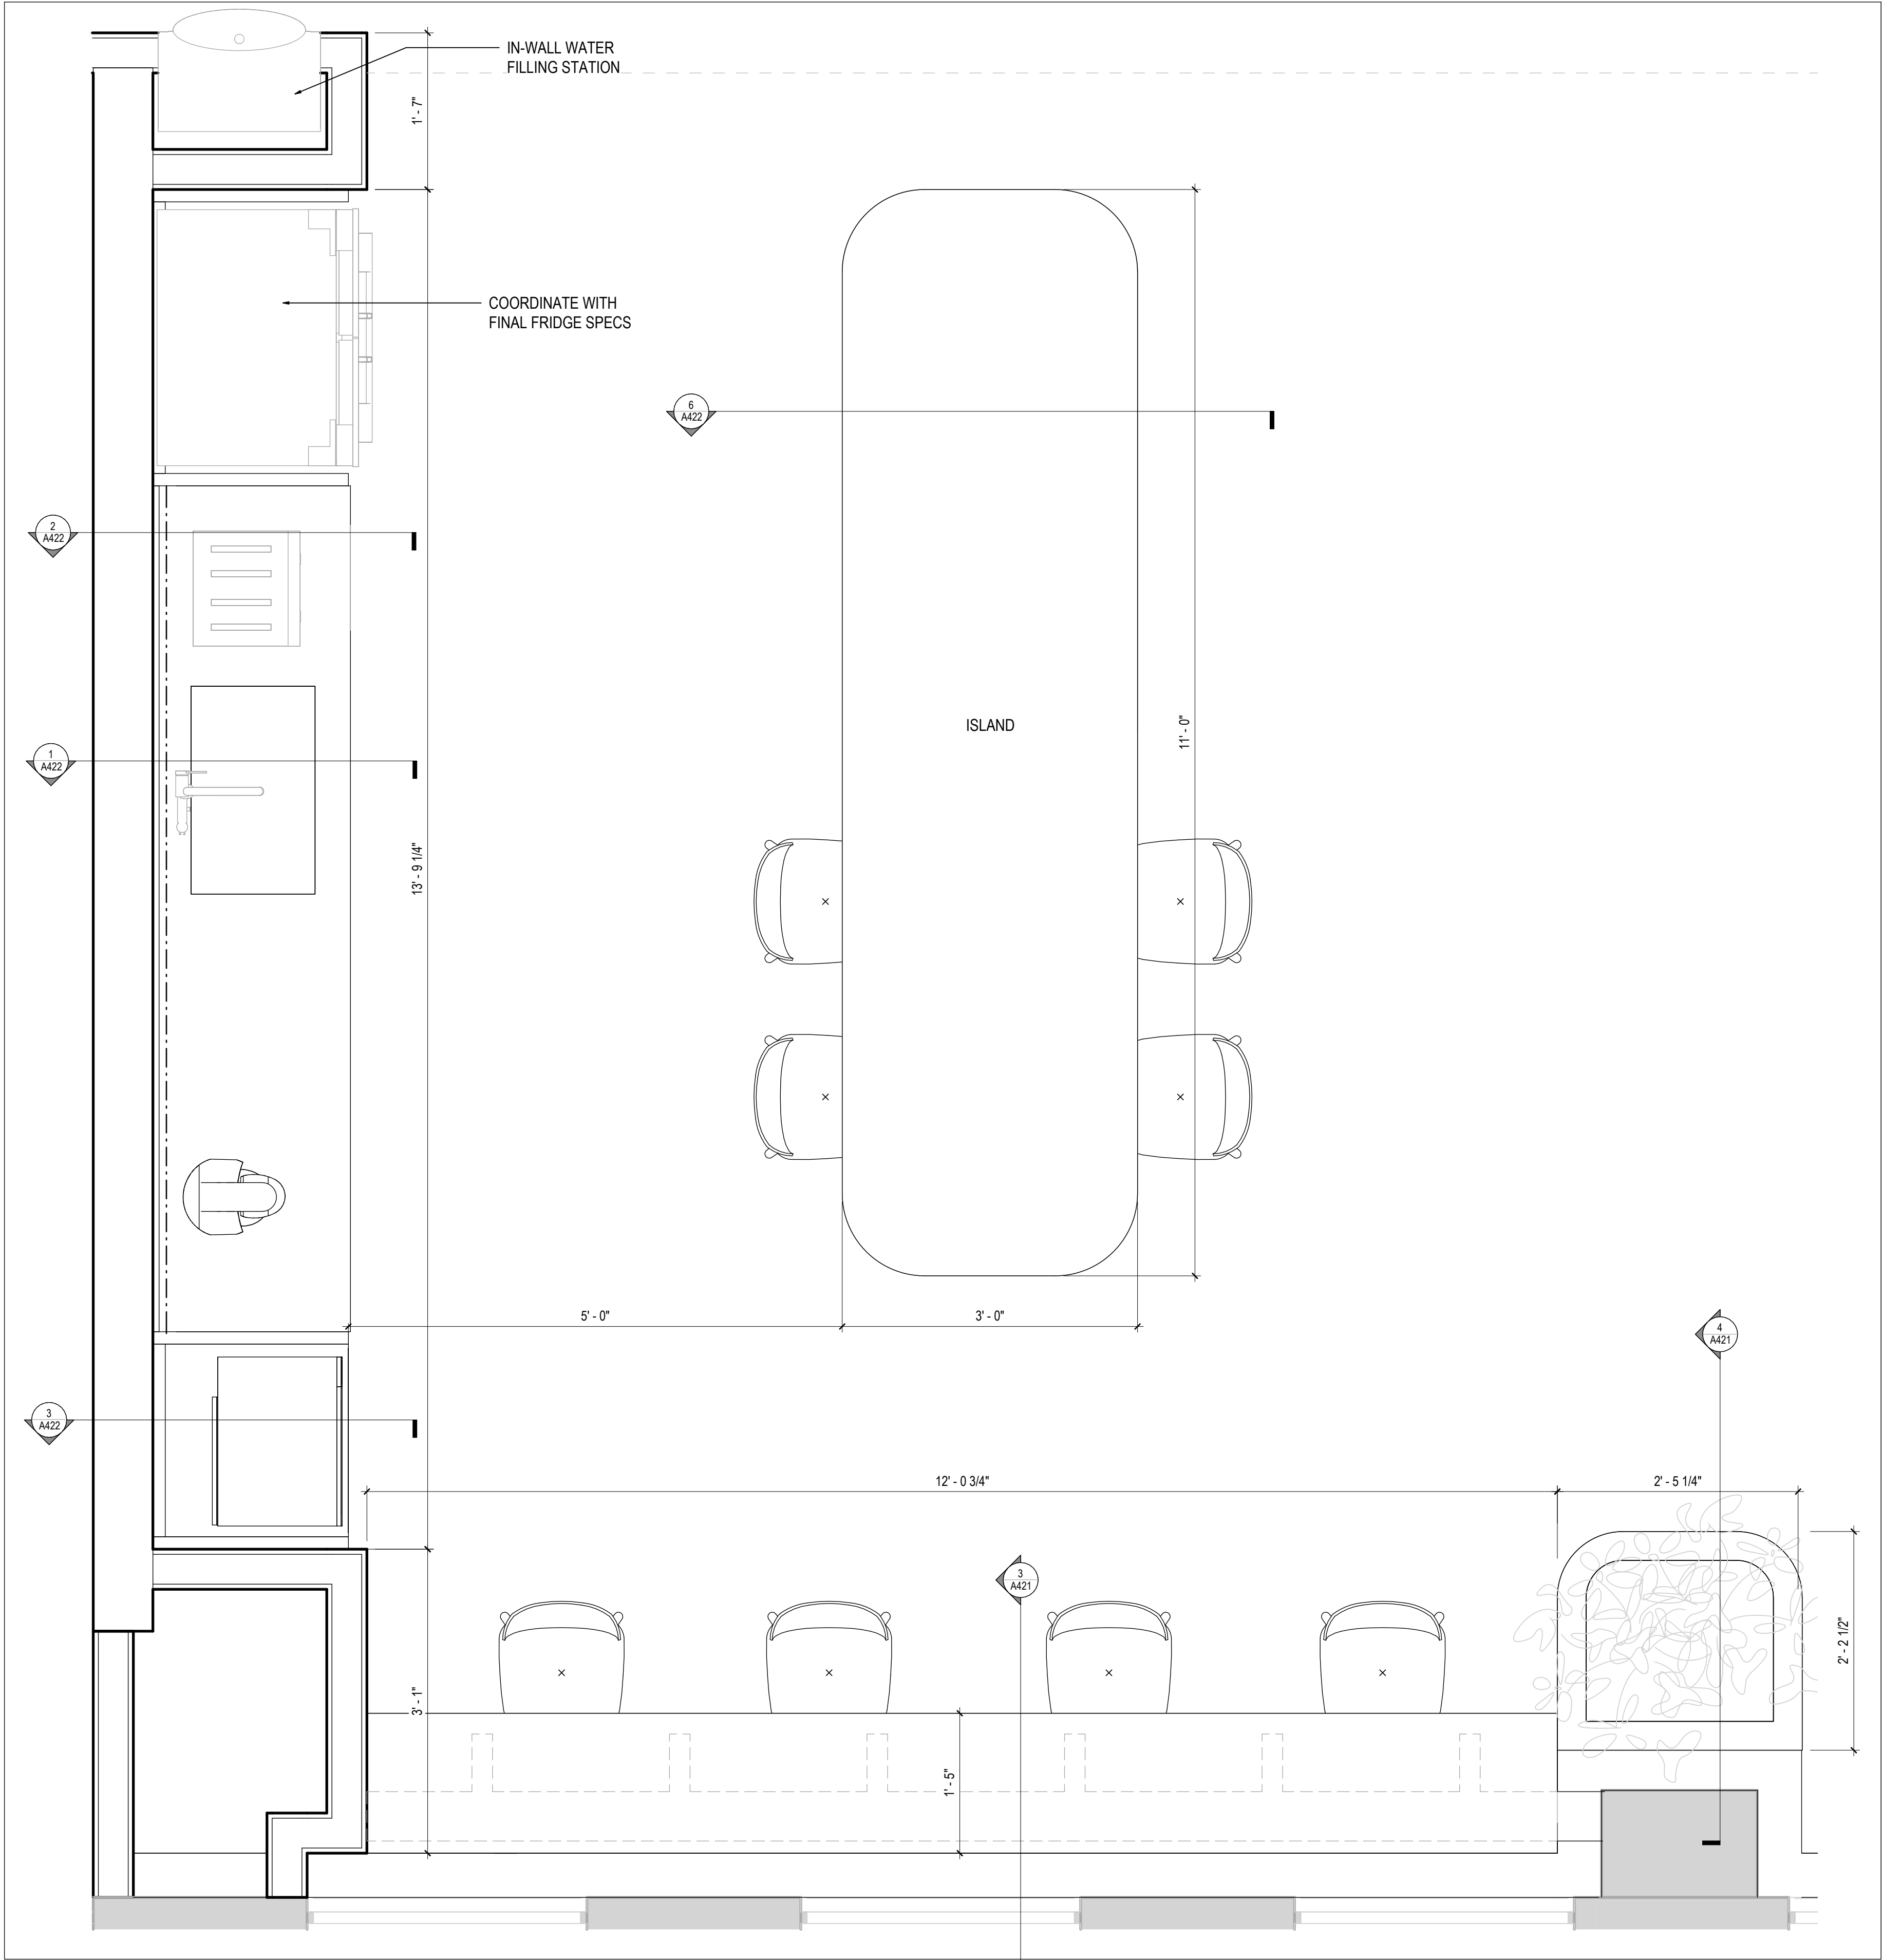 IN-WALL WATER
FILLING STATION
1' - 7"
COORDINATE WITH
FINAL FRIDGE SPECS
6
A422
2
A422
ISLAND
11' - 0"
1
A422
13' - 9 1/4"
5' - 0"
3' - 0"
4
A421
3
A422
12' - 0 3/4"
2' - 5 1/4"
3
A421
2' - 2 1/2"
3' - 1"
1' - 5"